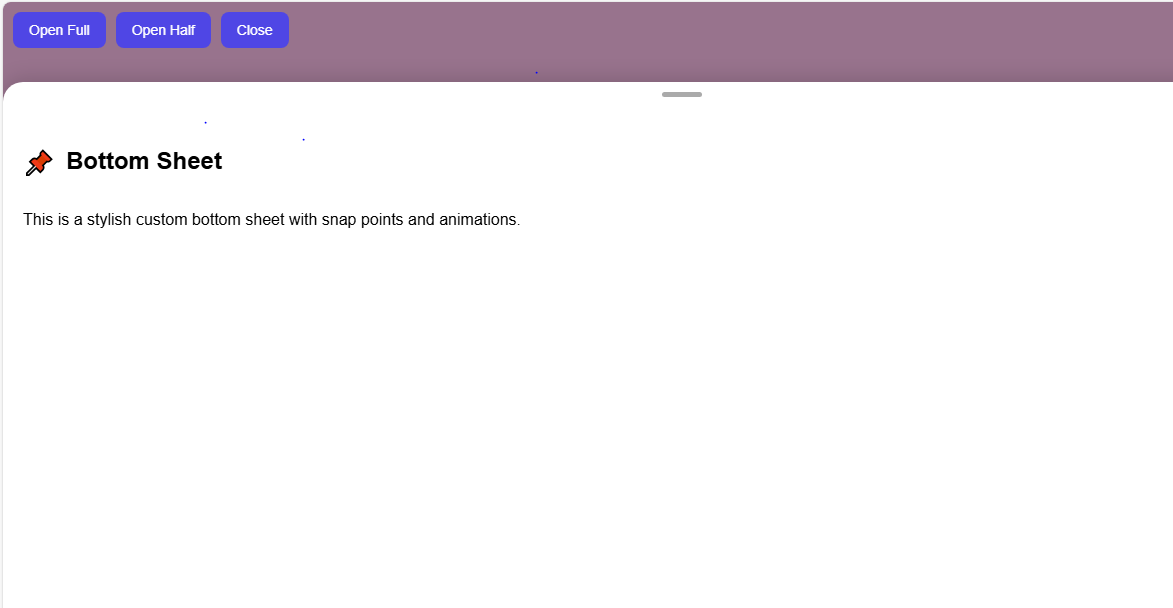 Open Full Open Half Close
📌 Bottom Sheet
This is a stylish custom bottom sheet with snap points and animations.